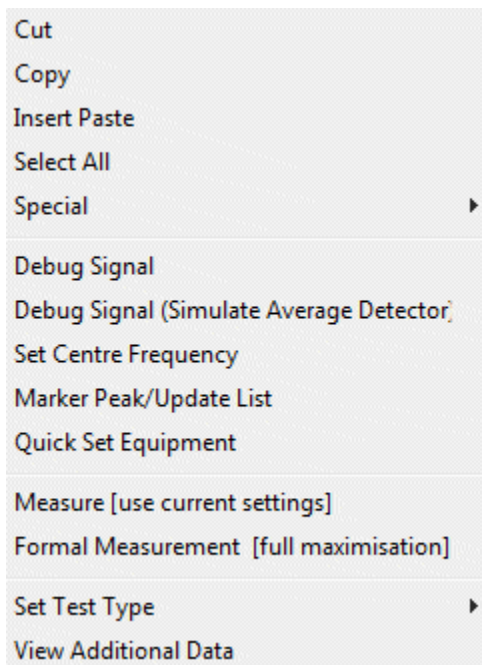 Cut
Copy
Insert Paste
Select All
Special
Debug Signal
Debug Signal (Simulate Average Detector)
Set Centre Frequency
Marker Peak/Update List
Quick Set Equipment
Measure [use current settings]
Formal Measurement  [full maximisation]
Set Test Type
View Additional Data